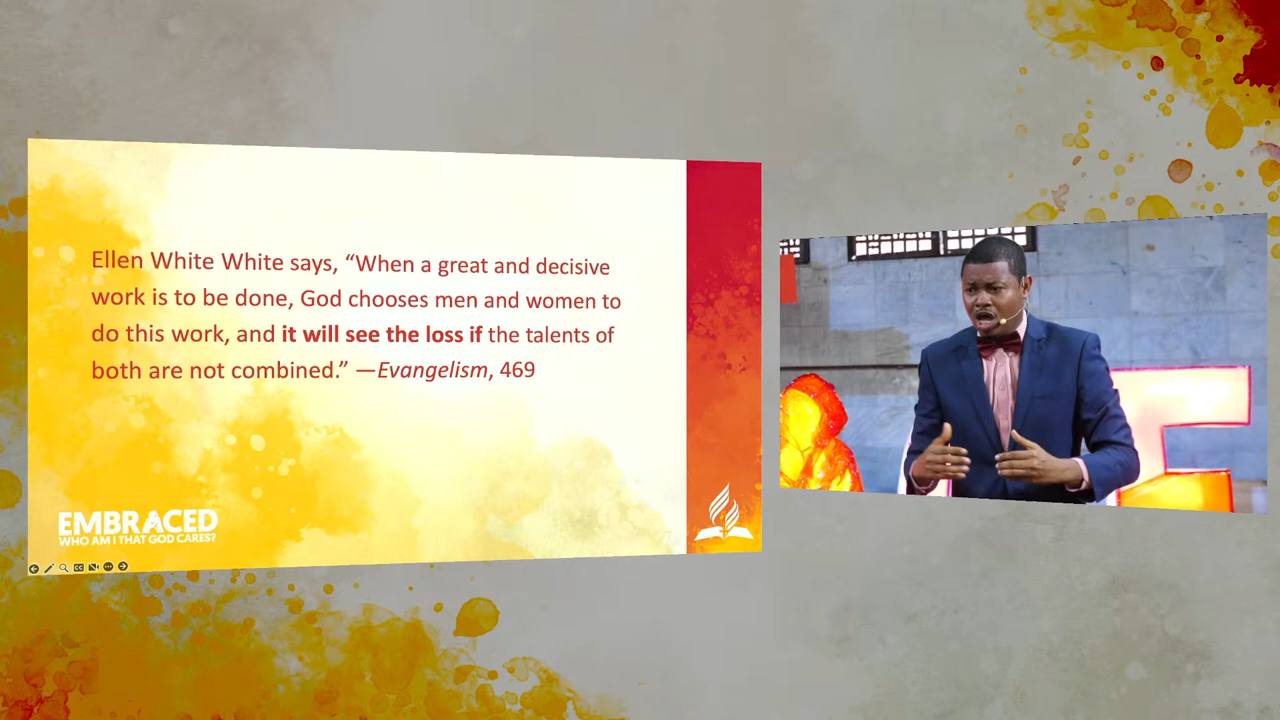 Ellen White White says, “When a great and decisive
work is to be done, God chooses men and women to
do this work, and it will see the loss if the talents of
both are not combined.” —Evangelism, 469
EMBRACED
WHO AM I THAT GOD CARES?